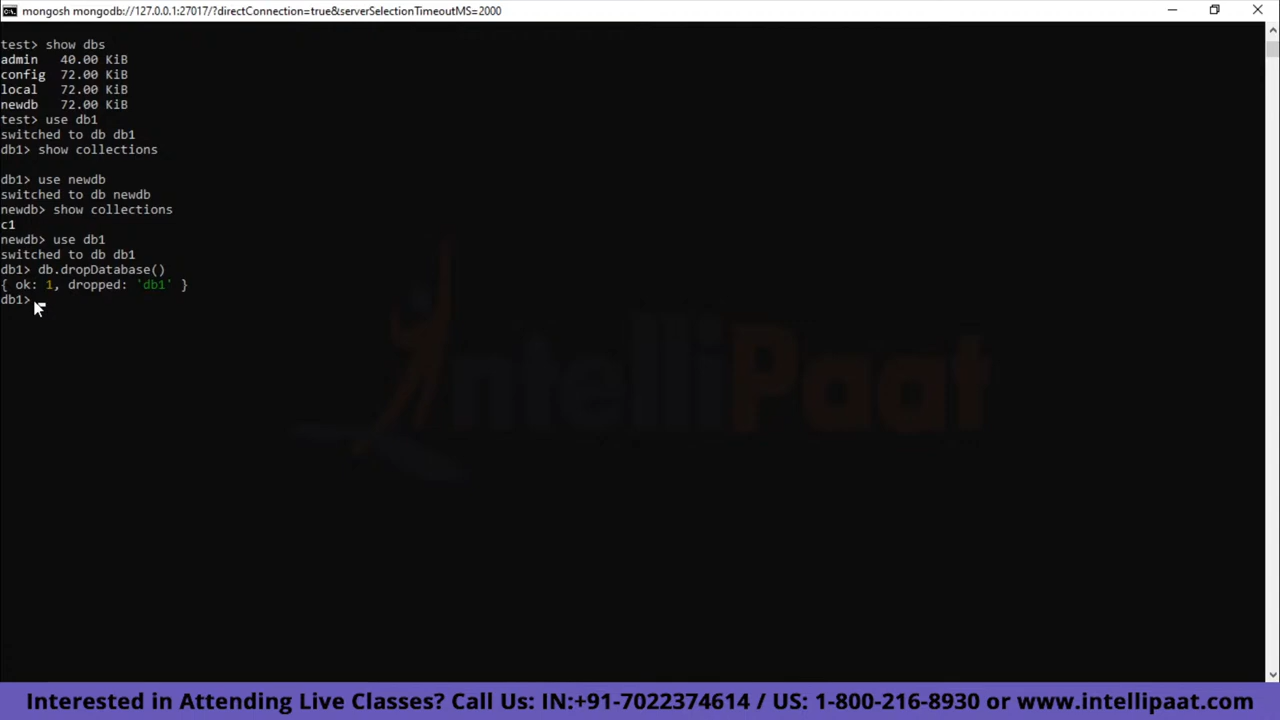 mongosh mongodb://127.0.0.1:27017/?directConnection=true&serverSelectionTimeoutMS=2000
test> show dbs
admin   40.00 KiB
config  72.00 KiB
local   72.00 KiB
newdb   72.00 KiB
test> use db1
switched to db db1
db1> show collections
db1> use newdb
switched to db newdb
newdb> show collections
c1
newdb> use db1
switched to db db1
db1> db.dropDatabase()
{ ok: 1, dropped: 'db1' }
db1>
IntelliPaat
Interested in Attending Live Classes? Call Us: IN:+91-7022374614 / US: 1-800-216-8930 or www.intellipaat.com